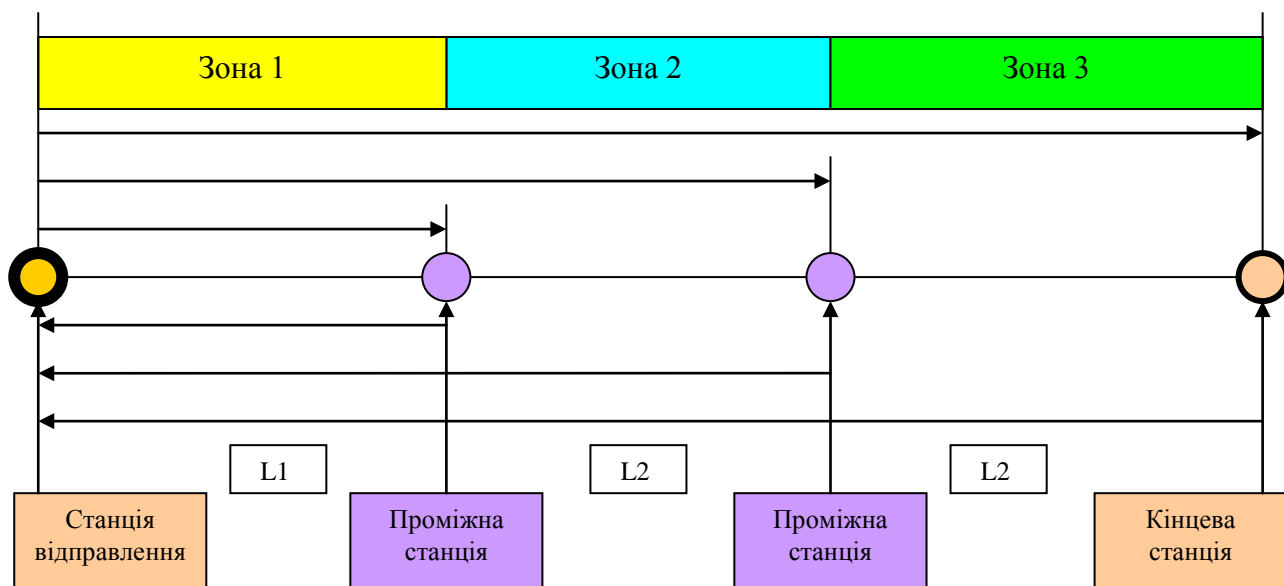 Зона 1
Зона 2
Зона 3
L1
L2
L2
Станція
відправлення
Проміжна
станція
Проміжна
станція
Кінцева
станція